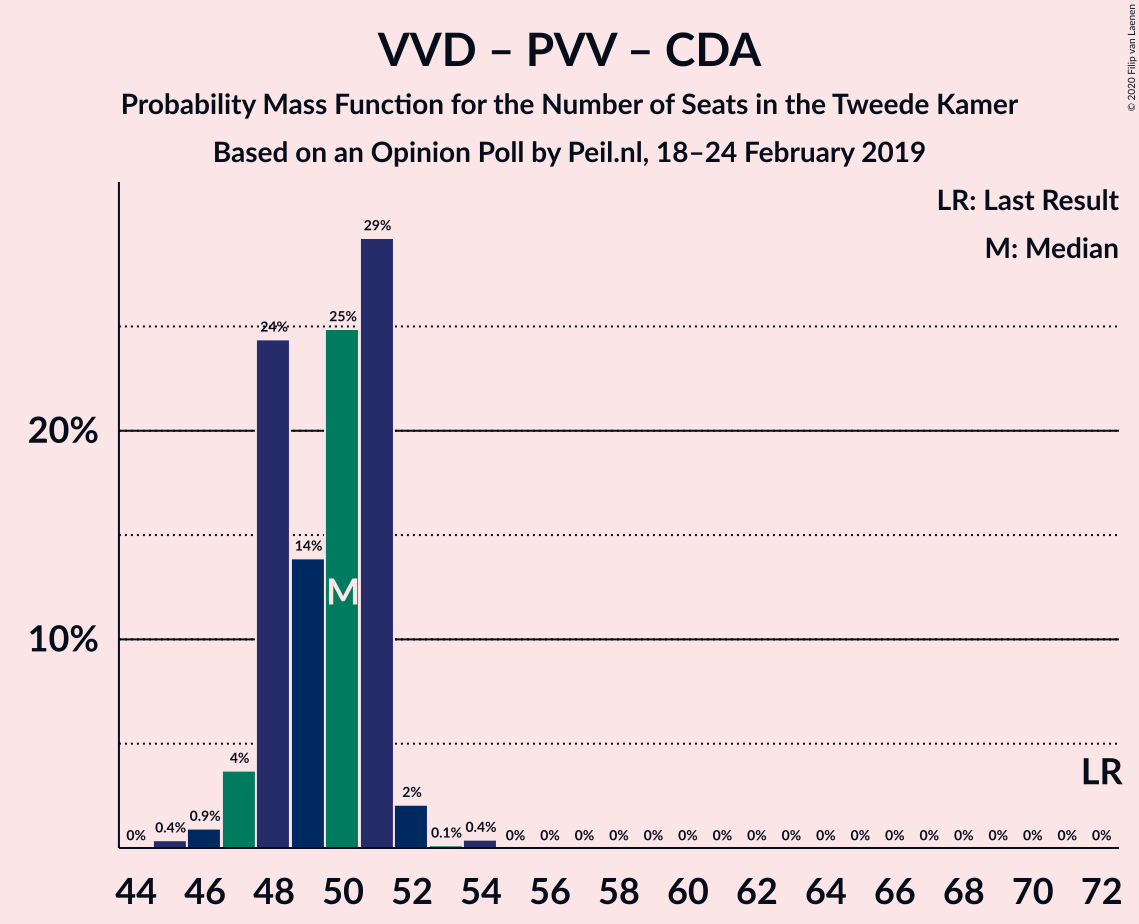 VVD – PVV – CDA
Probability Mass Function for the Number of Seats in the Tweede Kamer
Based on an Opinion Poll by Peil.nl, 18–24 February 2019
© 2020 Filip van Laenen
LR: Last Result
M: Median
29%
25%
24%
20%
14%
M
10%
4%
LR
2%
0% 0.4% 0.9% 0.1% 0.4% 0% 0% 0% 0% 0% 0% 0% 0% 0% 0% 0% 0% 0% 0% 0% 0% 0% 0%
44 46 48 50 52 54 56 58 60 62 64 66 68 70 72